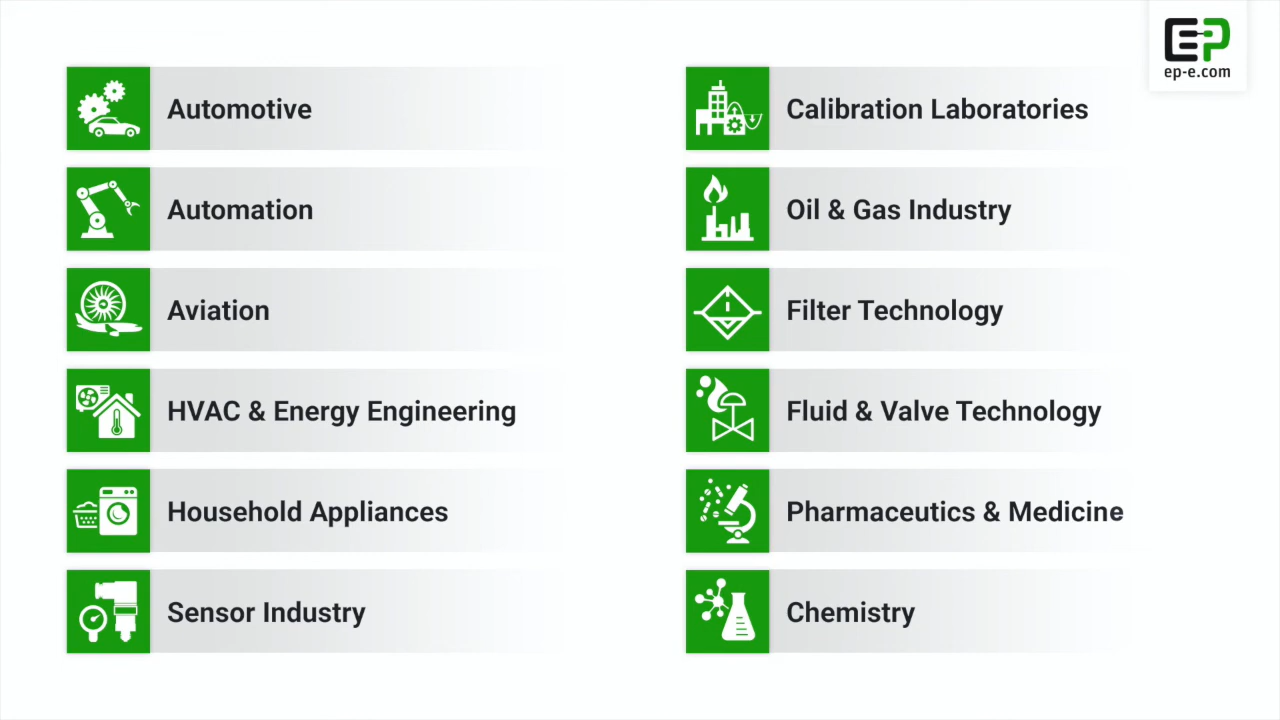 EP
ep-e.com
Automotive
Automation
Aviation
HVAC & Energy Engineering
Household Appliances
Sensor Industry
Calibration Laboratories
Oil & Gas Industry
Filter Technology
Fluid & Valve Technology
Pharmaceutics & Medicine
Chemistry